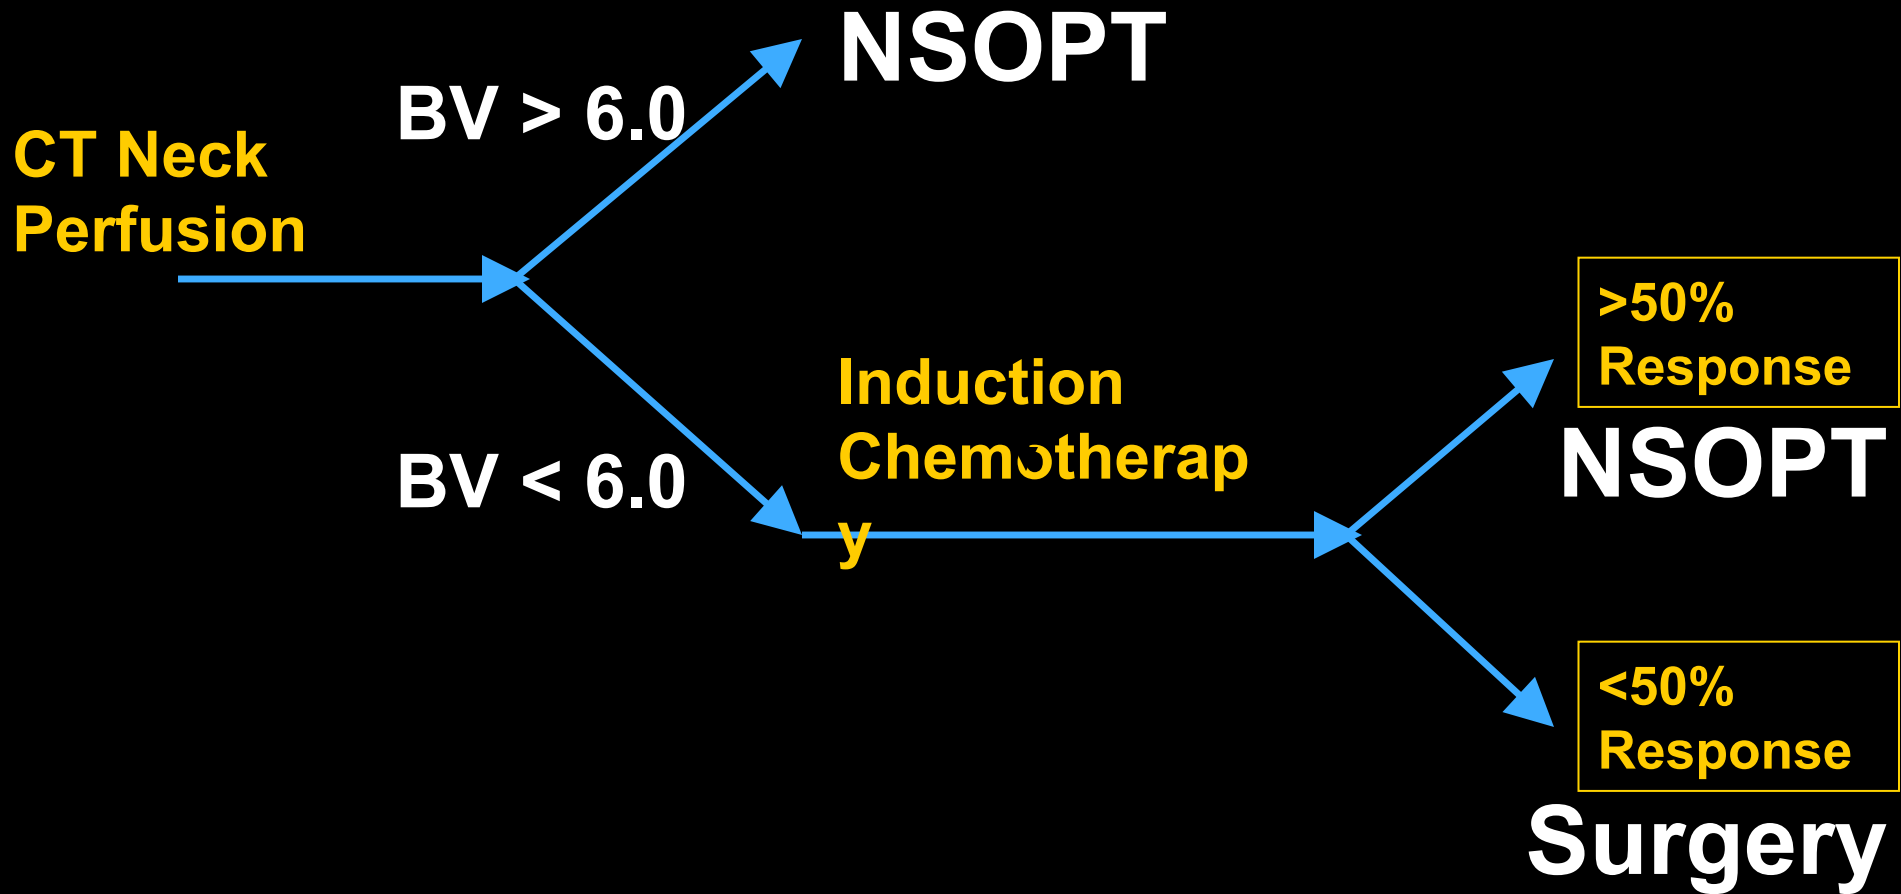 NSOPT
BV > 6.0
CT Neck
Perfusion
>50%
Response
NSOPT
Induction
Chemotherap
y
BV < 6.0
<50%
Response
Surgery